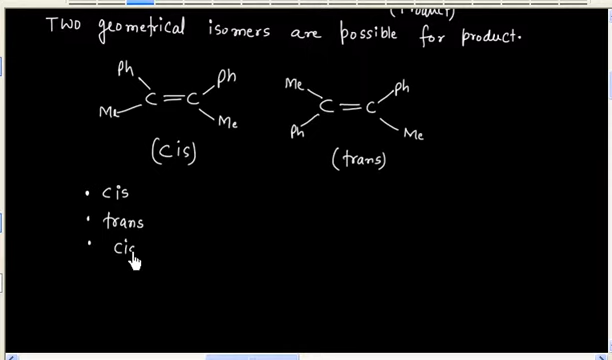 (Product)
Two geometrical isomers are possible for product.
Ph Ph Me Ph
C = C C = C
Me Me Ph Me
(Cis) (trans)
• cis
• trans
• cis